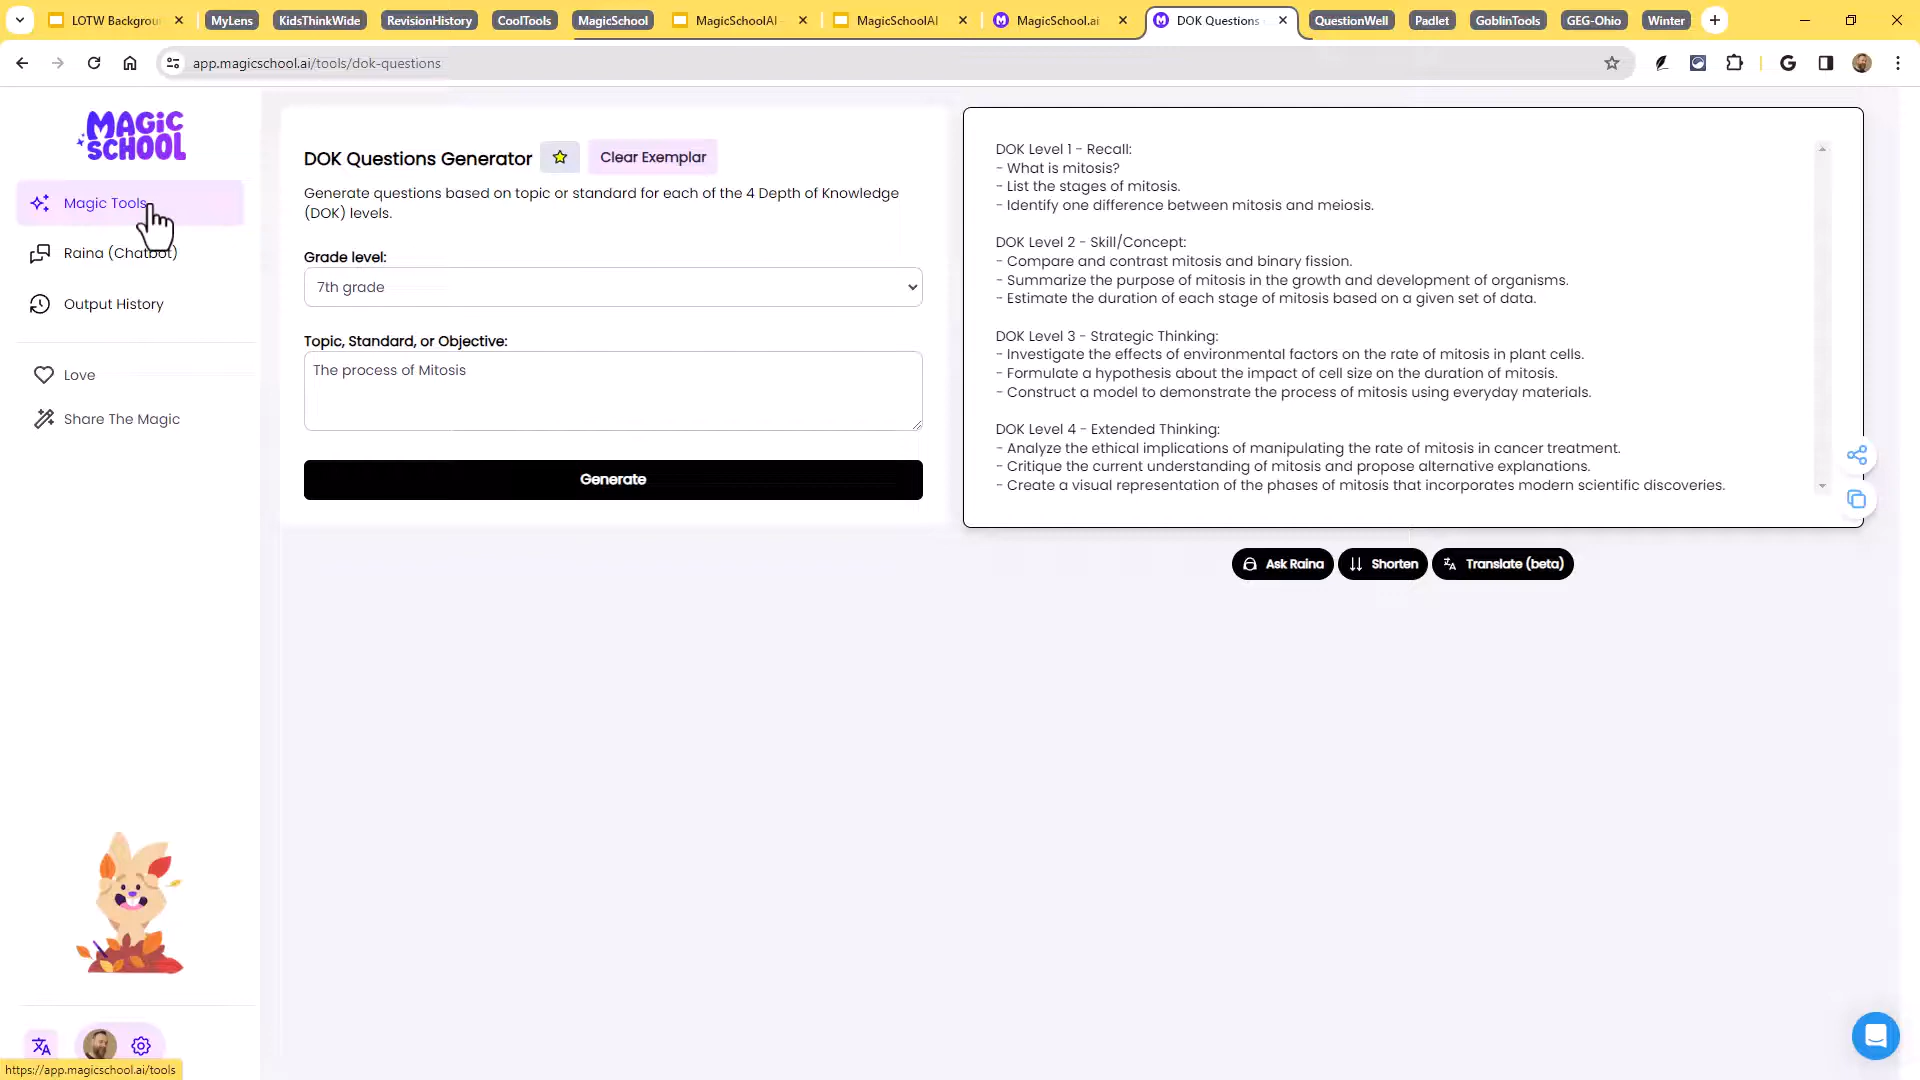 LOTW Backgrou
MyLens
KidsThinkWide
RevisionHistory
CoolTools
MagicSchool
MagicSchoolAI
MagicSchoolAI
MagicSchool.ai
DOK Questions
QuestionWell
Padlet
GoblinTools
GEG-Ohio
Winter
app.magicschool.ai/tools/dok-questions
MAGIC
SCHOOL
Magic Tools
Raina (Chatbot)
Output History
Love
Share The Magic
DOK Questions Generator
Clear Exemplar
Generate questions based on topic or standard for each of the 4 Depth of Knowledge
(DOK) levels.
Grade level:
7th grade
Topic, Standard, or Objective:
The process of Mitosis
Generate
DOK Level 1 - Recall:
- What is mitosis?
- List the stages of mitosis.
- Identify one difference between mitosis and meiosis.
DOK Level 2 - Skill/Concept:
- Compare and contrast mitosis and binary fission.
- Summarize the purpose of mitosis in the growth and development of organisms.
- Estimate the duration of each stage of mitosis based on a given set of data.
DOK Level 3 - Strategic Thinking:
- Investigate the effects of environmental factors on the rate of mitosis in plant cells.
- Formulate a hypothesis about the impact of cell size on the duration of mitosis.
- Construct a model to demonstrate the process of mitosis using everyday materials.
DOK Level 4 - Extended Thinking:
- Analyze the ethical implications of manipulating the rate of mitosis in cancer treatment.
- Critique the current understanding of mitosis and propose alternative explanations.
- Create a visual representation of the phases of mitosis that incorporates modern scientific discoveries.
Ask Raina
Shorten
Translate (beta)
https://app.magicschool.ai/tools